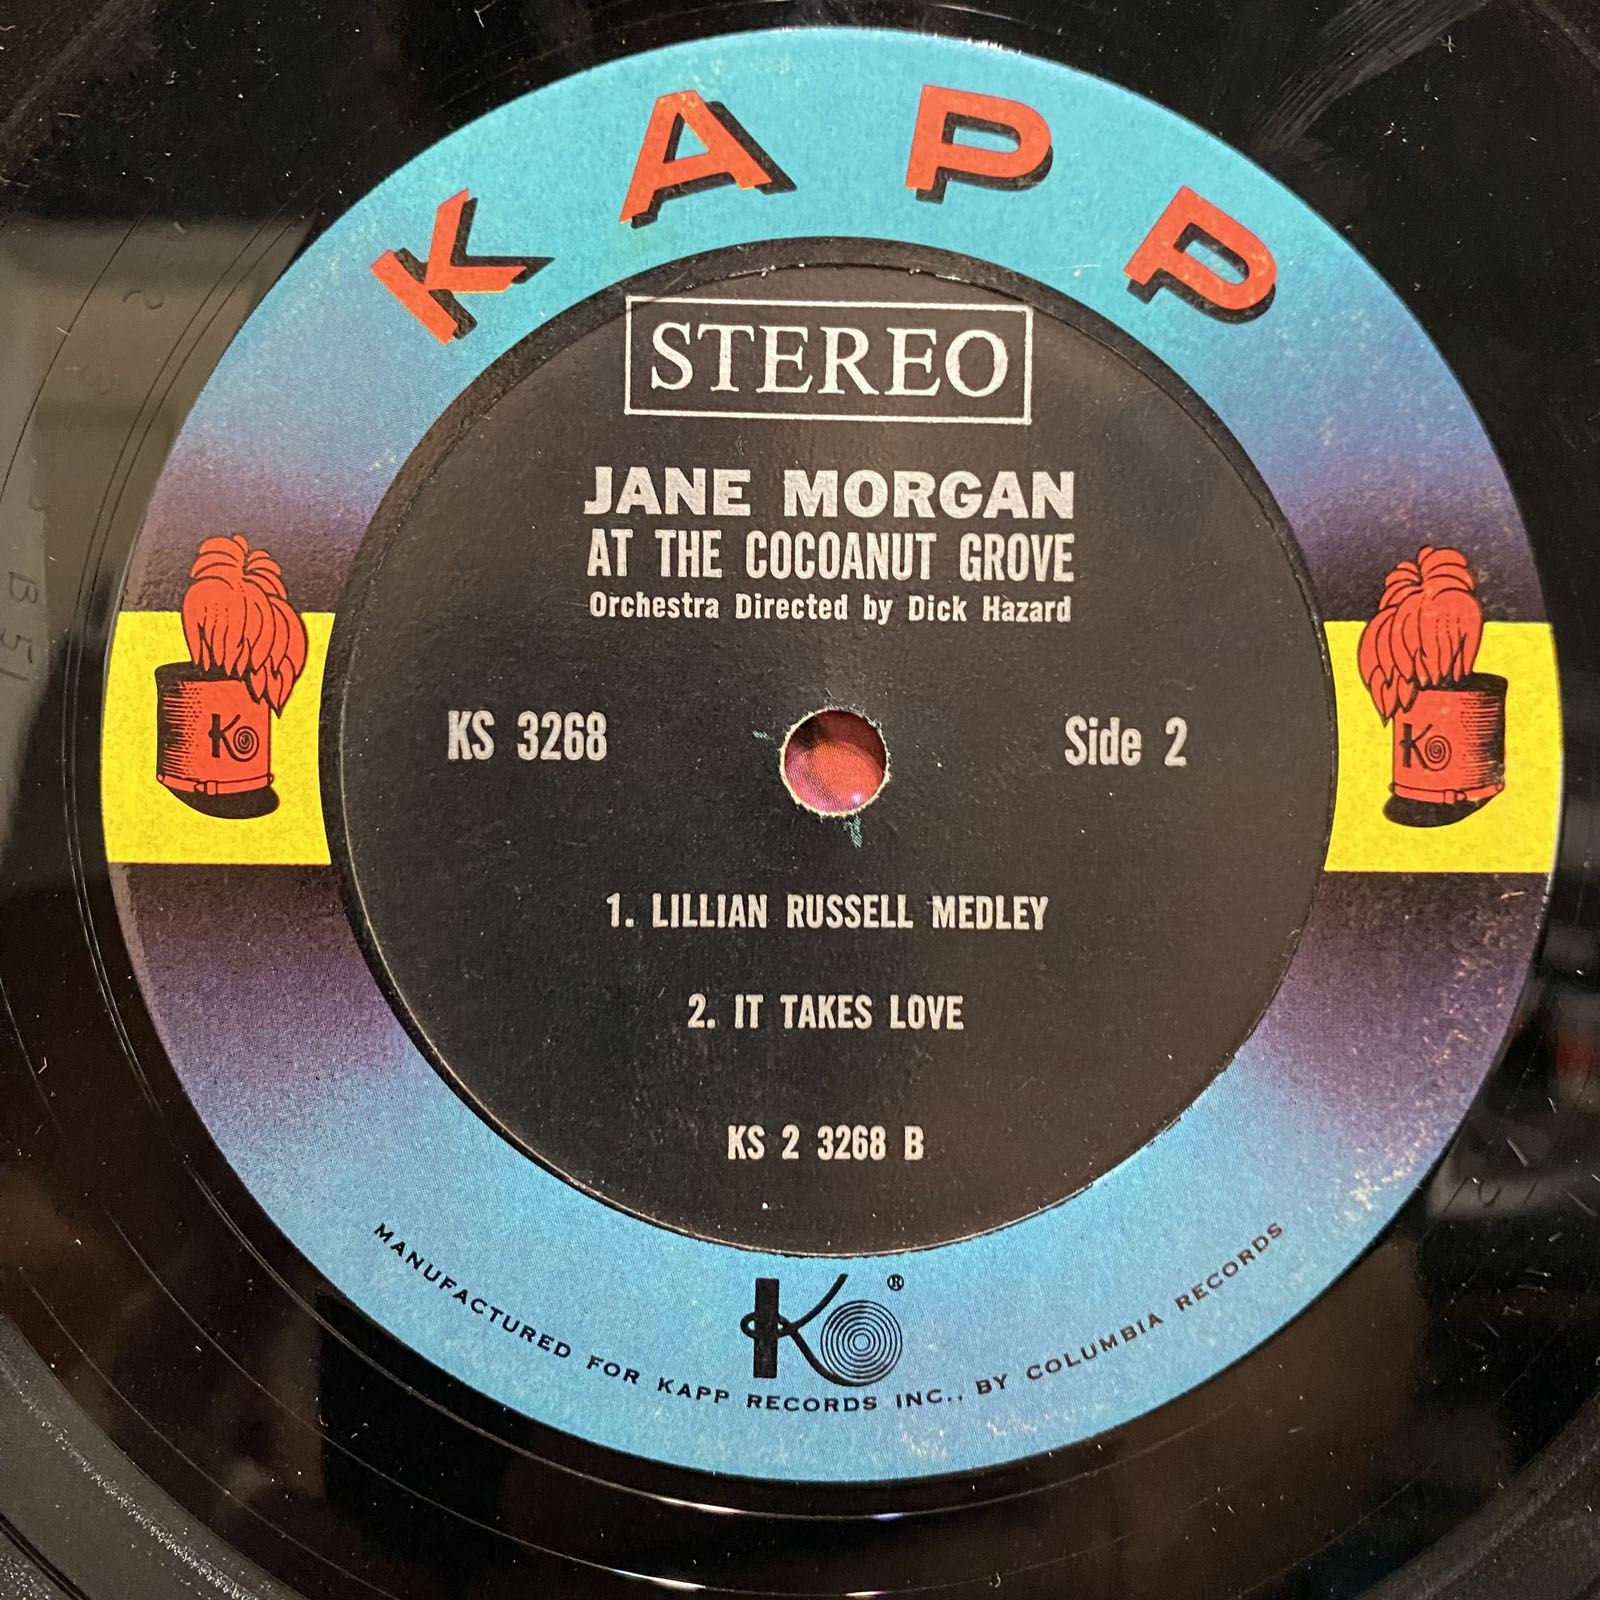 KAPP
STEREO
JANE MORGAN
AT THE COCOANUT GROVE
Orchestra Directed by Dick Hazard
KS 3268
Side 2
K
K
1. LILLIAN RUSSELL MEDLEY
2. IT TAKES LOVE
KS 2 3268 B
K ®
MANUFACTURED FOR KAPP RECORDS INC., BY COLUMBIA RECORDS